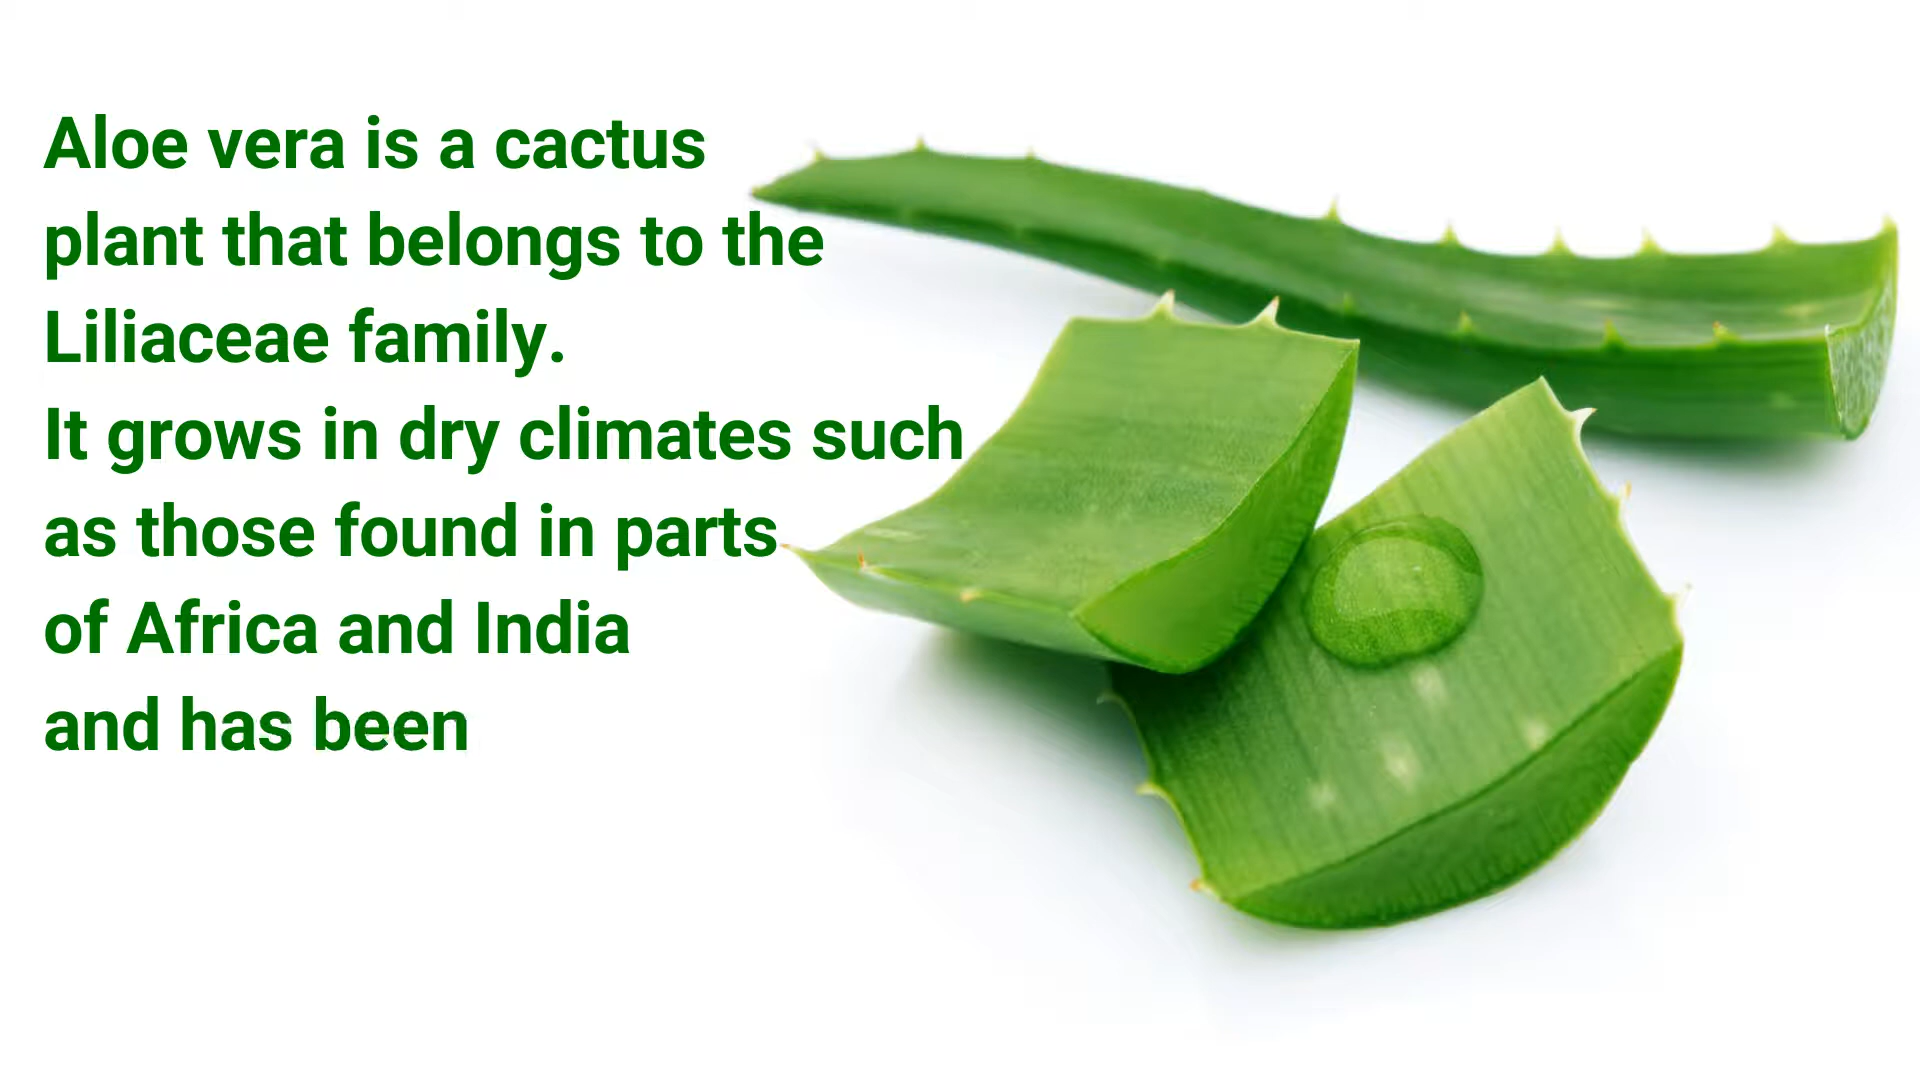 Aloe vera is a cactus
plant that belongs to the
Liliaceae family.
It grows in dry climates such
as those found in parts
of Africa and India
and has been